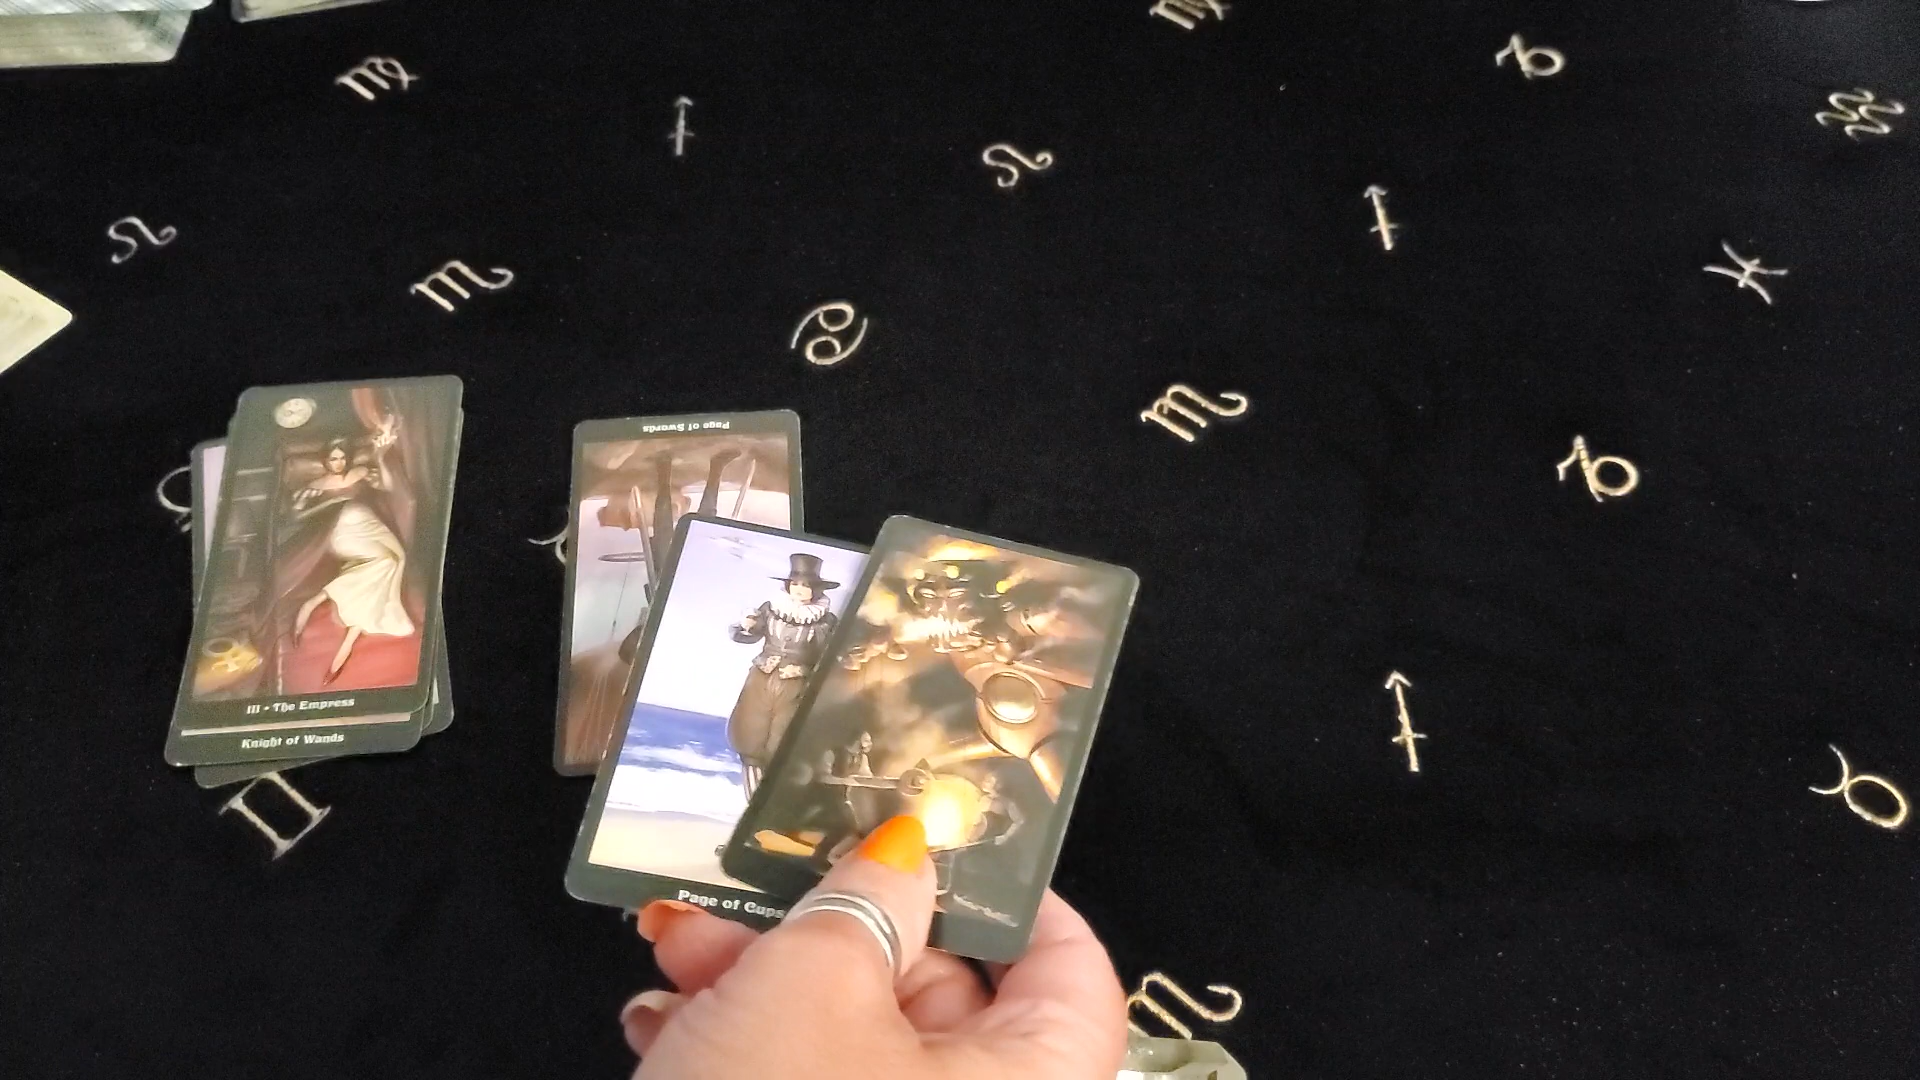 Page of Swords
III • The Empress
Knight of Wands
Page of Cups